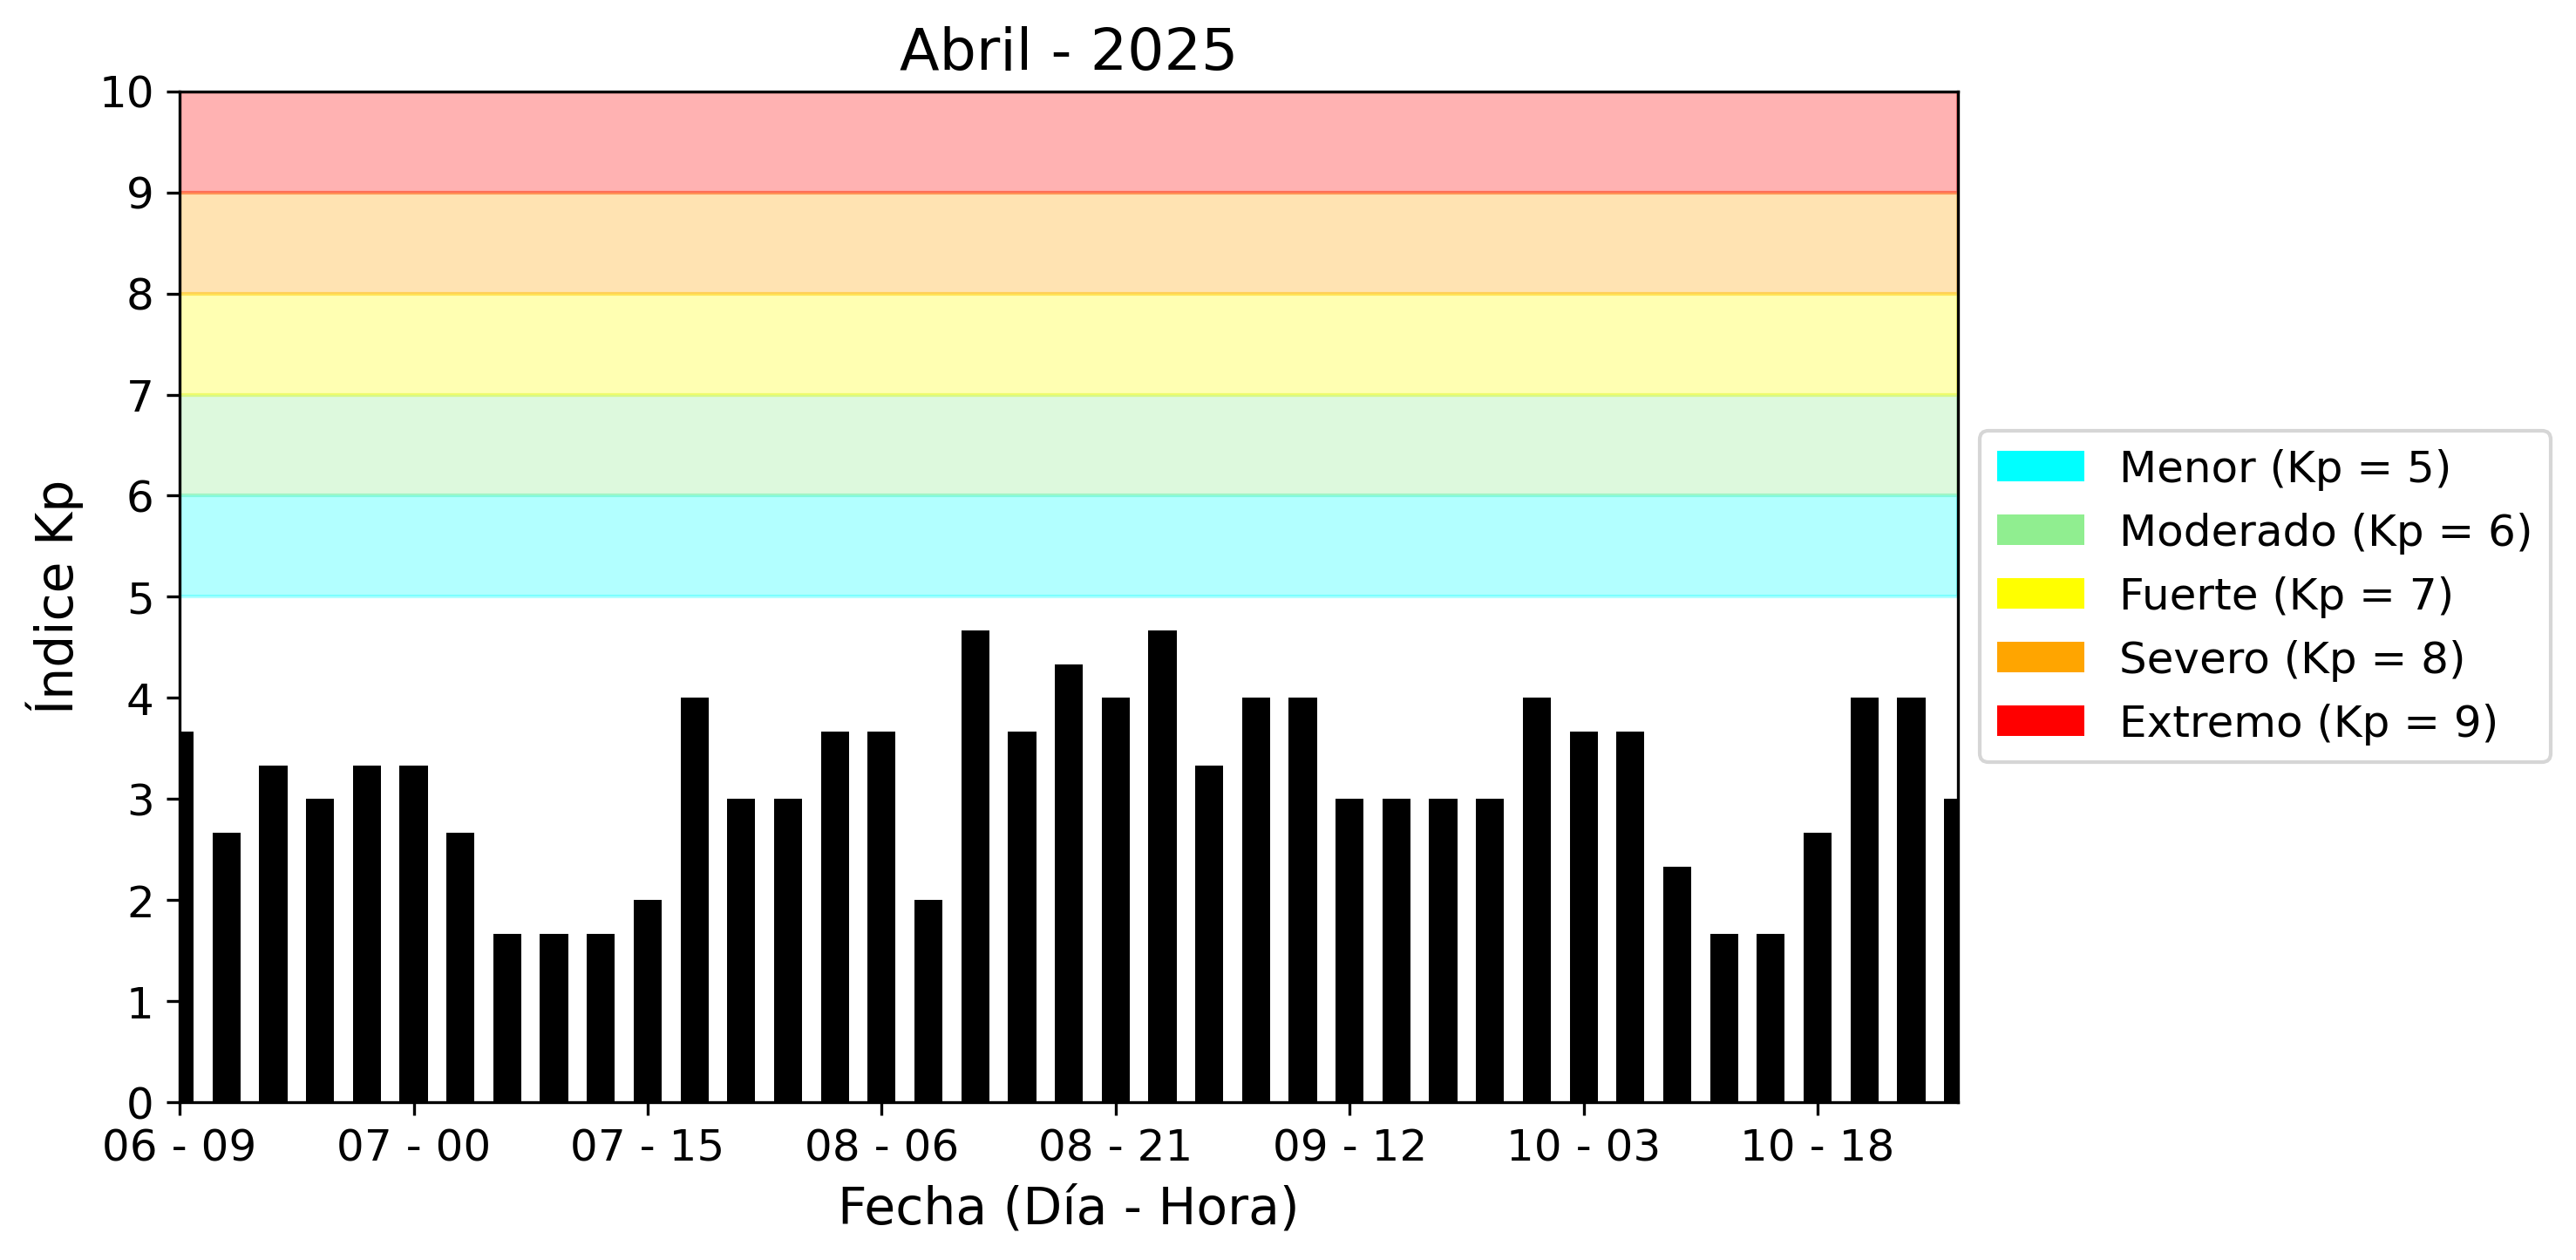 Abril - 2025
10
9
8
7
6
5
4
3
2
1
0
Índice Kp
06 - 09
07 - 00
07 - 15
08 - 06
08 - 21
09 - 12
10 - 03
10 - 18
Fecha (Día - Hora)
Menor (Kp = 5)
Moderado (Kp = 6)
Fuerte (Kp = 7)
Severo (Kp = 8)
Extremo (Kp = 9)